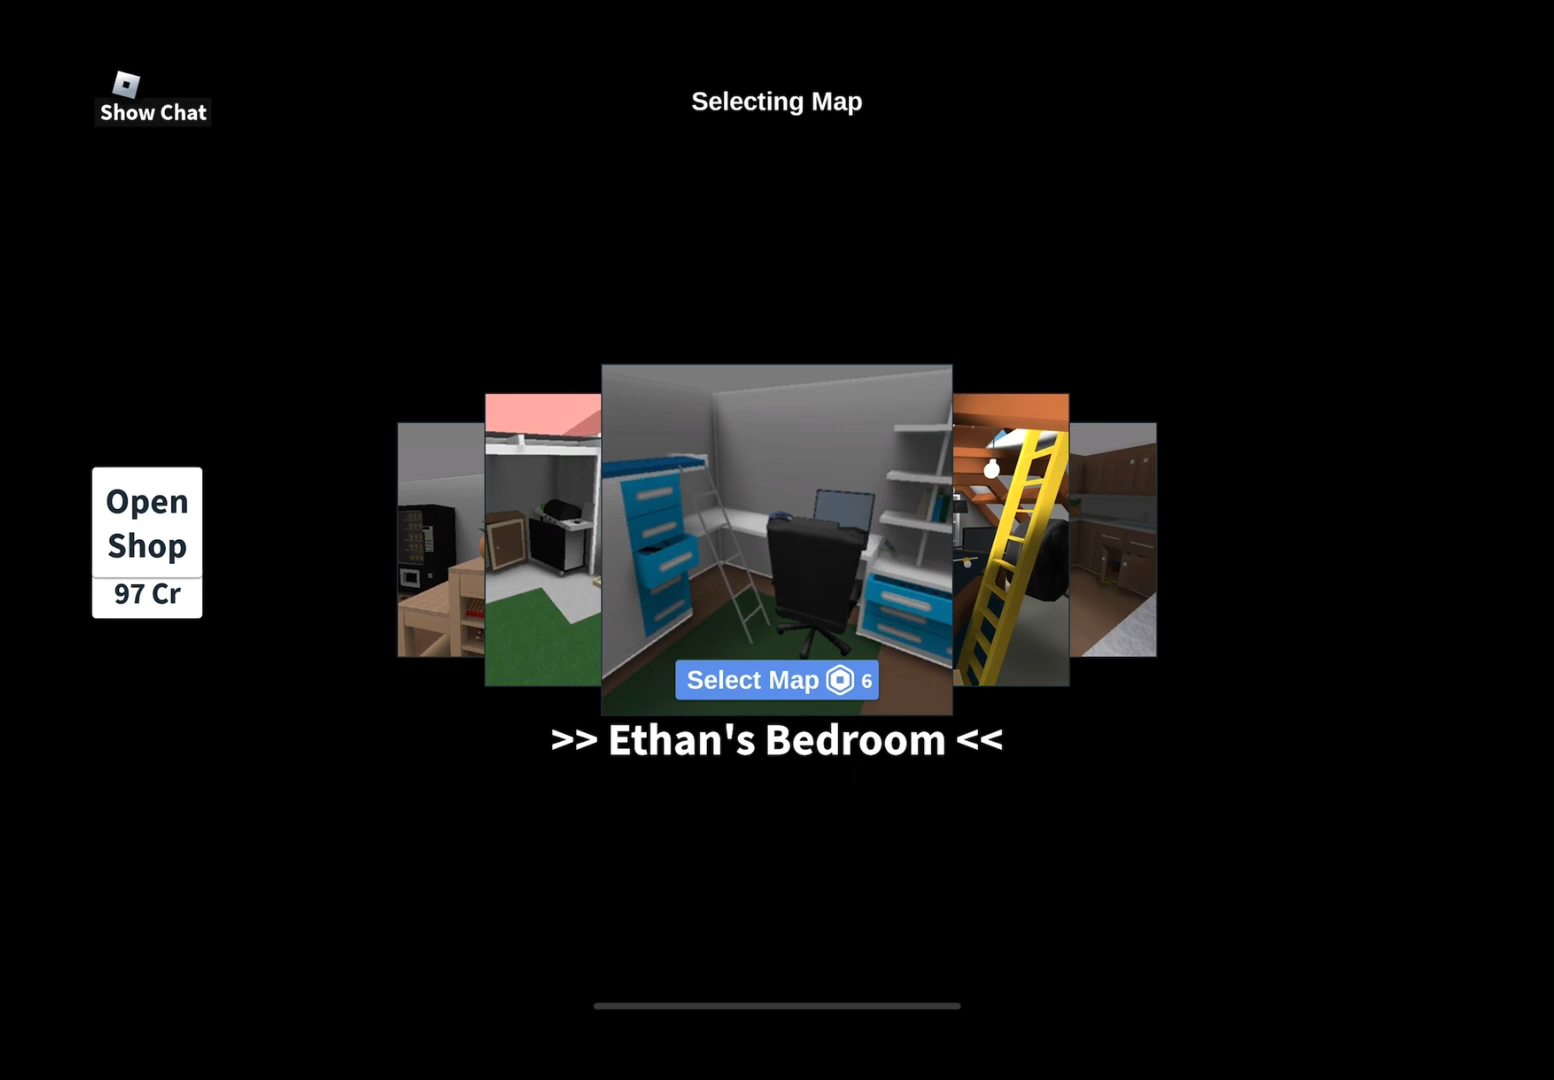 Show Chat
Selecting Map
Open
Shop
97 Cr
Select Map 6
>> Ethan's Bedroom <<